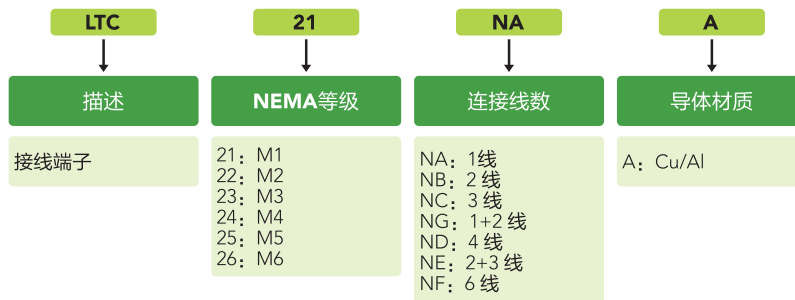 LTC
21
NA
A
描述
NEMA等级
连接线数
导体材质
接线端子
21：M1
22：M2
23：M3
24：M4
25：M5
26：M6
NA：1线
NB：2 线
NC：3 线
NG：1+2 线
ND：4 线
NE：2+3 线
NF：6 线
A：Cu/Al